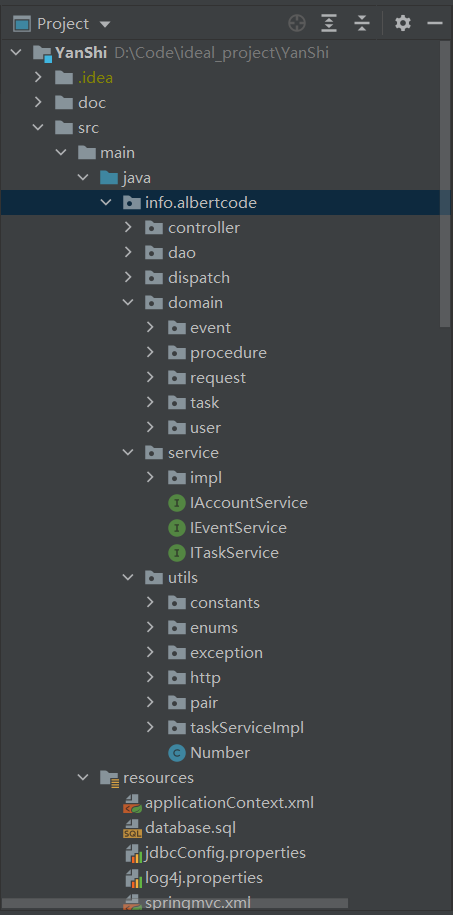 Project
YanShi D:\Code\ideal_project\YanShi
.idea
doc
src
main
java
info.albertcode
controller
dao
dispatch
domain
event
procedure
request
task
user
service
impl
I IAccountService
I IEventService
I ITaskService
utils
constants
enums
exception
http
pair
taskServiceImpl
C Number
resources
applicationContext.xml
SQL database.sql
jdbcConfig.properties
log4j.properties
springmvc.xml